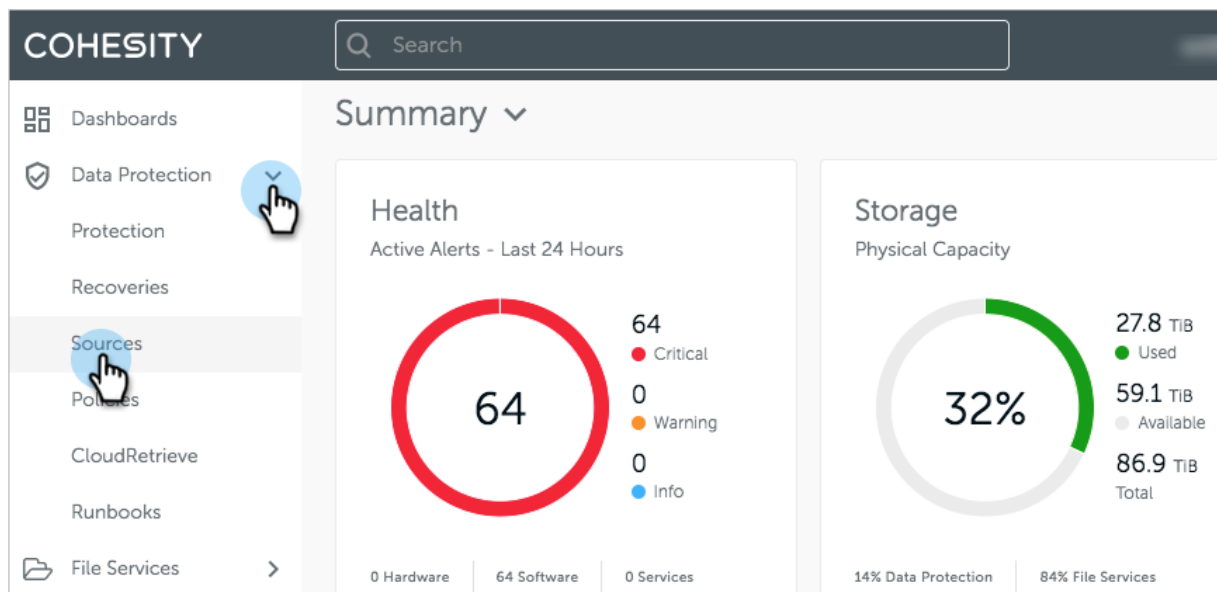 COHESITY
Search
Dashboards
Data Protection
Protection
Recoveries
Sources
Policies
CloudRetrieve
Runbooks
File Services
Summary
Health
Active Alerts - Last 24 Hours
64
64
Critical
0
Warning
0
Info
0 Hardware 64 Software 0 Services
Storage
Physical Capacity
32%
27.8 TiB
Used
59.1 TiB
Available
86.9 TiB
Total
14% Data Protection 84% File Services